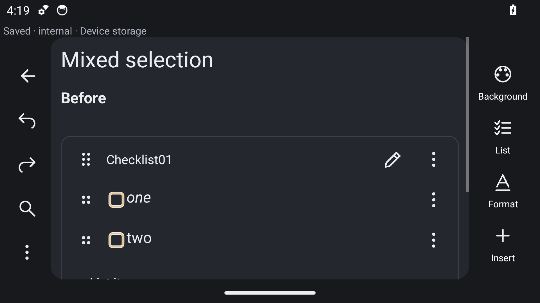 4:19
Saved · internal · Device storage
Mixed selection
Before
Checklist01
one
two
Background
List
Format
Insert